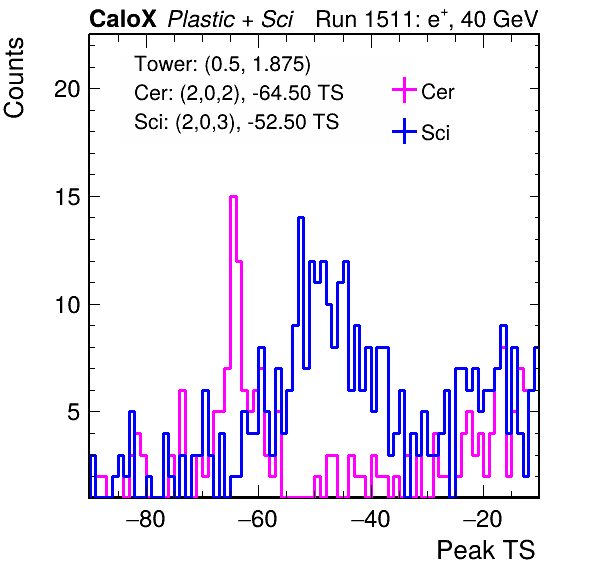 CaloX Plastic + Sci Run 1511: e+, 40 GeV
Counts
Tower: (0.5, 1.875)
Cer: (2,0,2), -64.50 TS
Sci: (2,0,3), -52.50 TS
Cer
Sci
20
15
10
5
−80 −60 −40 −20
Peak TS